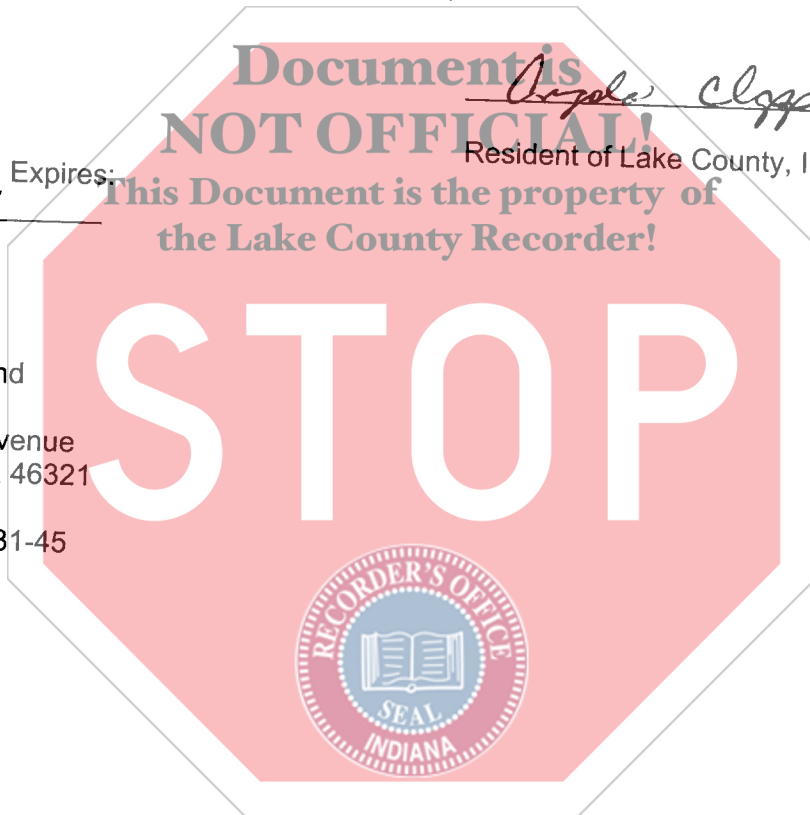 Document is
NOT OFFICIAL!
This Document is the property of
the Lake County Recorder!
Angela
Resident of Lake County, I
Expires:
nd
venue
46321
31-45
STOP
RECORDER'S OFFICE
SEAL
INDIANA